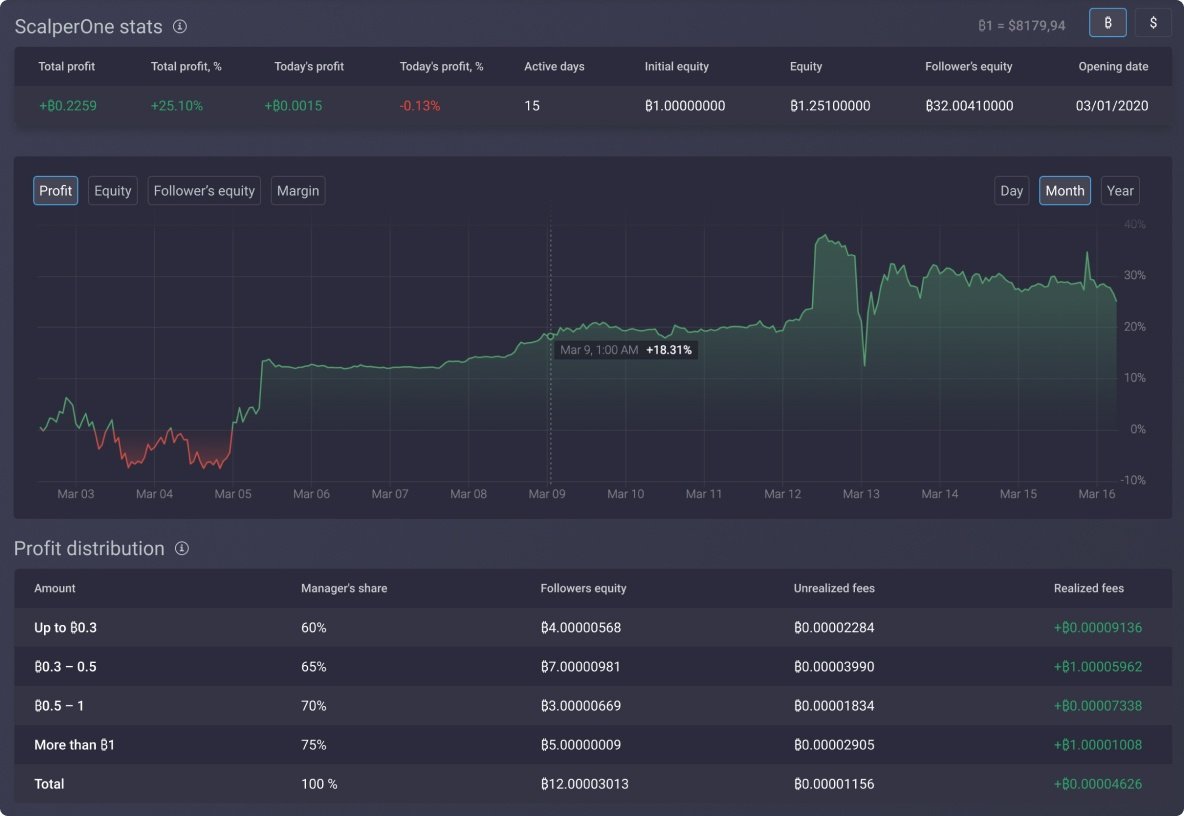 ScalperOne stats
฿1 = $8179,94 ฿ $
Total profit Total profit, % Today's profit Today's profit, % Active days Initial equity Equity Follower's equity Opening date
+฿0.2259 +25.10% +฿0.0015 -0.13% 15 ฿1.00000000 ฿1.25100000 ฿32.00410000 03/01/2020
Profit Equity Follower's equity Margin Day Month Year
40%
30%
20%
Mar 9, 1:00 AM +18.31%
10%
0%
-10%
Mar 03 Mar 04 Mar 05 Mar 06 Mar 07 Mar 08 Mar 09 Mar 10 Mar 11 Mar 12 Mar 13 Mar 14 Mar 15 Mar 16
Profit distribution
Amount Manager's share Followers equity Unrealized fees Realized fees
Up to ฿0.3 60% ฿4.00000568 ฿0.00002284 +฿0.00009136
฿0.3 – 0.5 65% ฿7.00000981 ฿0.00003990 +฿1.00005962
฿0.5 – 1 70% ฿3.00000669 ฿0.00001834 +฿0.00007338
More than ฿1 75% ฿5.00000009 ฿0.00002905 +฿1.00001008
Total 100 % ฿12.00003013 ฿0.00001156 +฿0.00004626